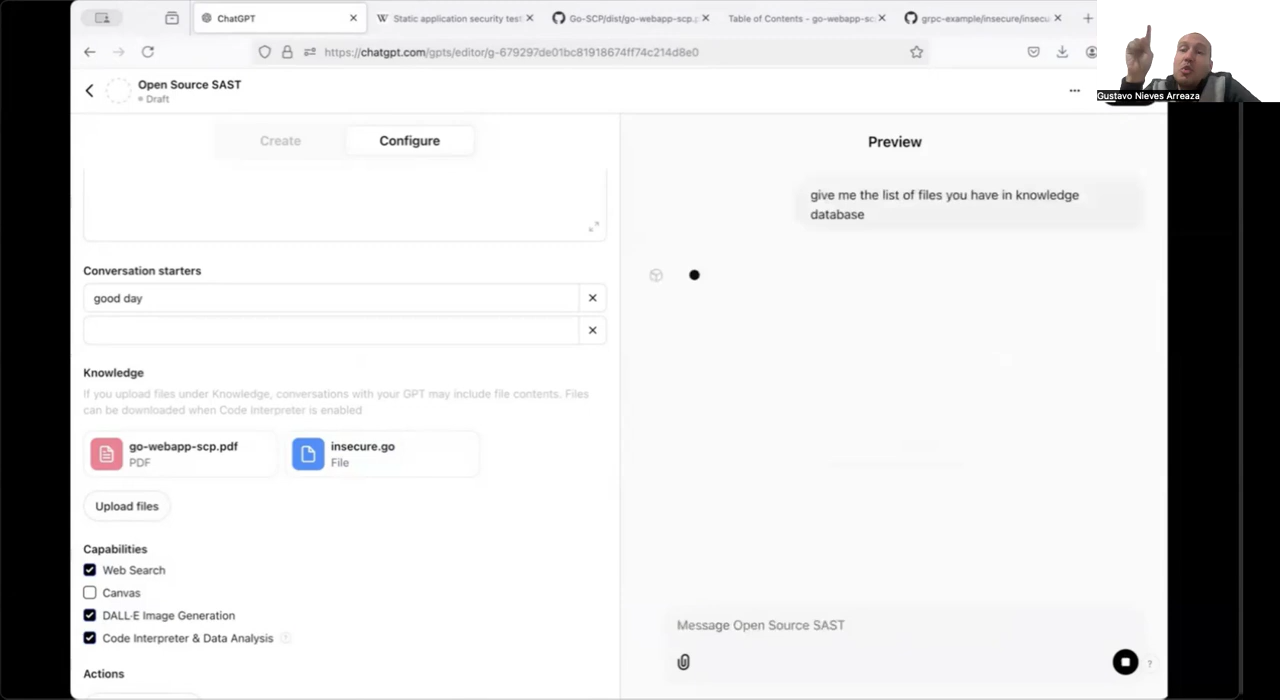 ChatGPT
Static application security test
Go-SCP/dist/go-webapp-scp.p
Table of Contents - go-webapp-sc
grpc-example/insecure/insecu
https://chatgpt.com/gpts/editor/g-679297de01bc81918674ff74c214d8e0
Gustavo Nieves Arreaza
Open Source SAST
Draft
Create
Configure
Preview
give me the list of files you have in knowledge
database
Conversation starters
good day
Knowledge
If you upload files under Knowledge, conversations with your GPT may include file contents. Files
can be downloaded when Code Interpreter is enabled
go-webapp-scp.pdf
PDF
insecure.go
File
Upload files
Capabilities
Web Search
Canvas
DALL·E Image Generation
Code Interpreter & Data Analysis
Actions
Message Open Source SAST